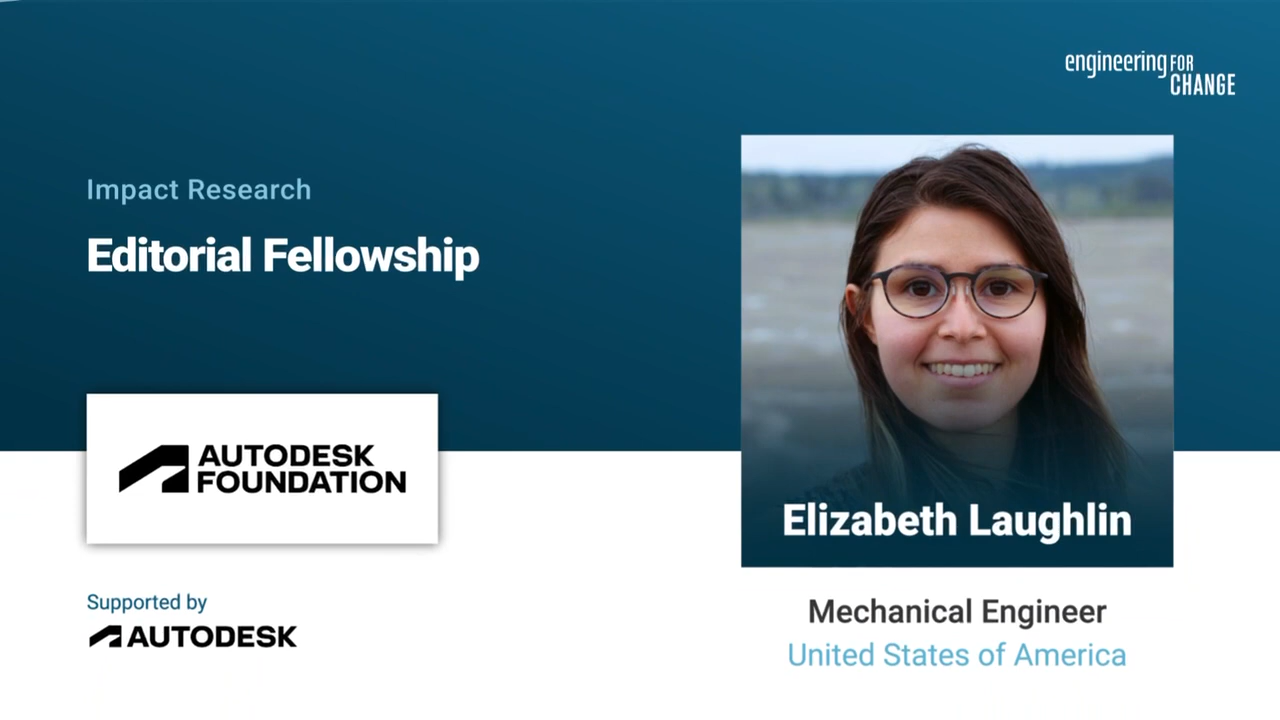 engineering FOR
CHANGE
Impact Research
Editorial Fellowship
AUTODESK
FOUNDATION
Supported by
AUTODESK
Elizabeth Laughlin
Mechanical Engineer
United States of America